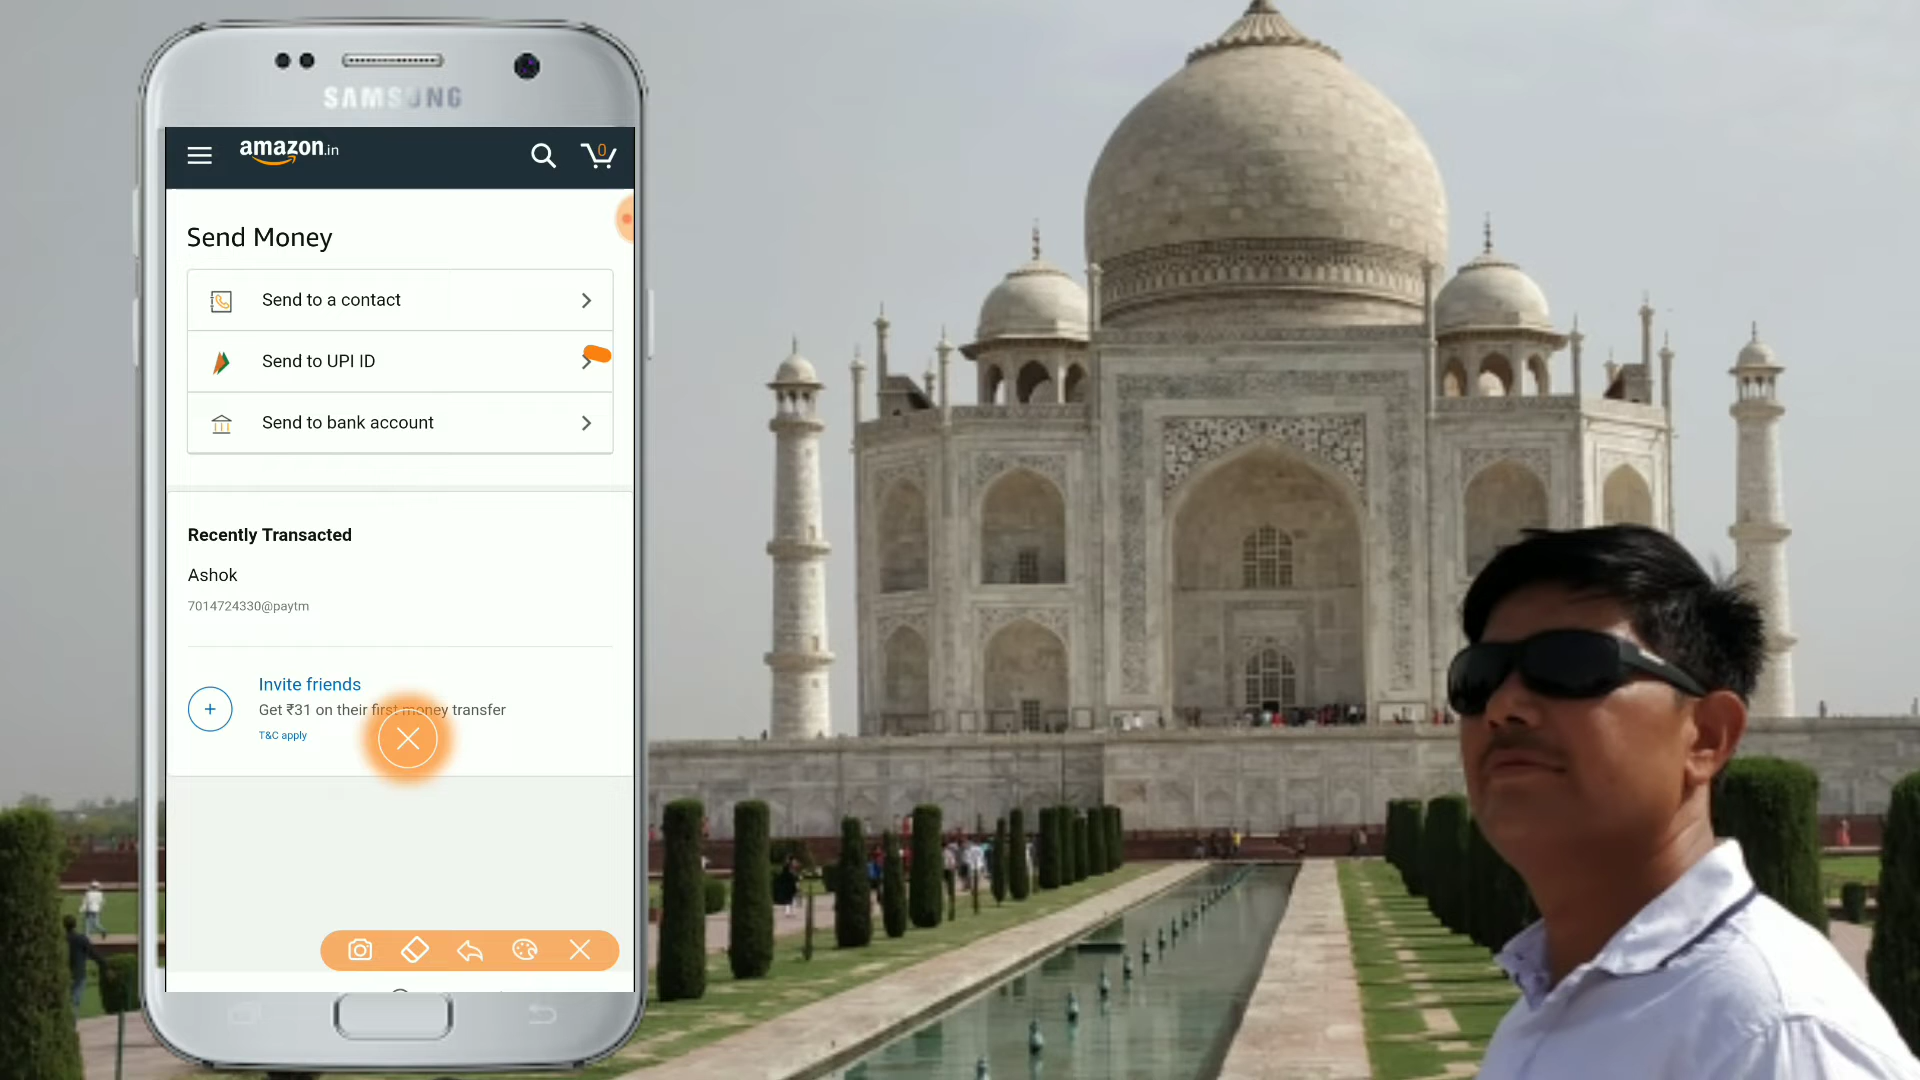 SAMSUNG
amazon.in
0
Send Money
Send to a contact
Send to UPI ID
Send to bank account
Recently Transacted
Ashok
7014724330@paytm
Invite friends
Get ₹31 on their first money transfer
T&C apply